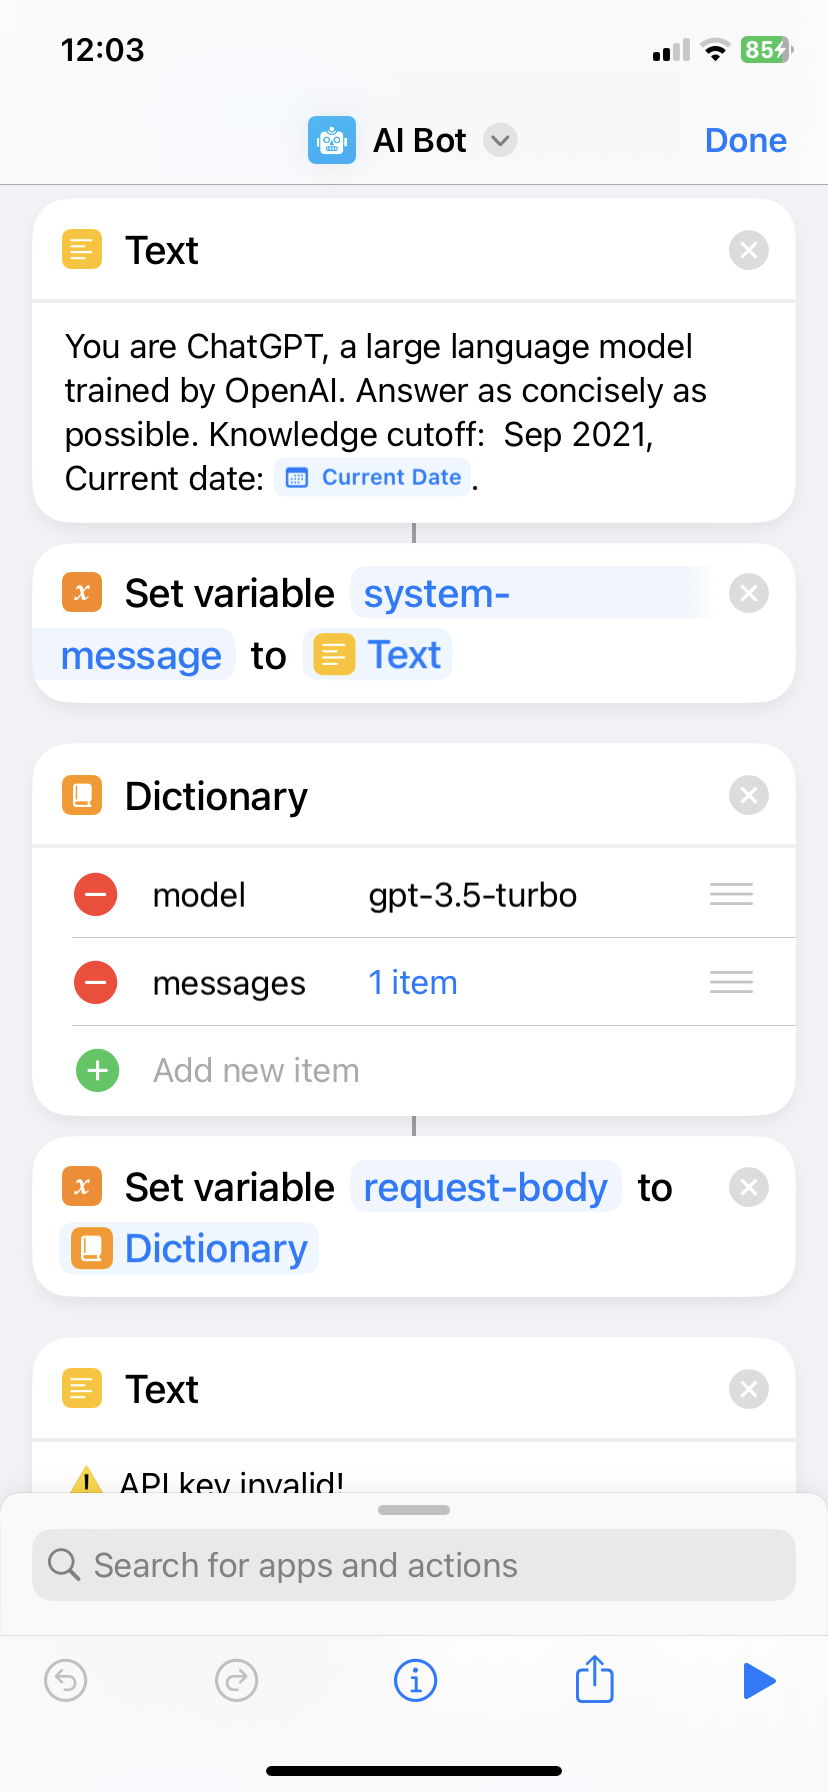 12:03
85
AI Bot
Done
Text
You are ChatGPT, a large language model
trained by OpenAI. Answer as concisely as
possible. Knowledge cutoff:  Sep 2021,
Current date: Current Date .
Set variable system-
message to Text
Dictionary
model gpt-3.5-turbo
messages 1 item
Add new item
Set variable request-body to
Dictionary
Text
⚠️ API key invalid!
Search for apps and actions